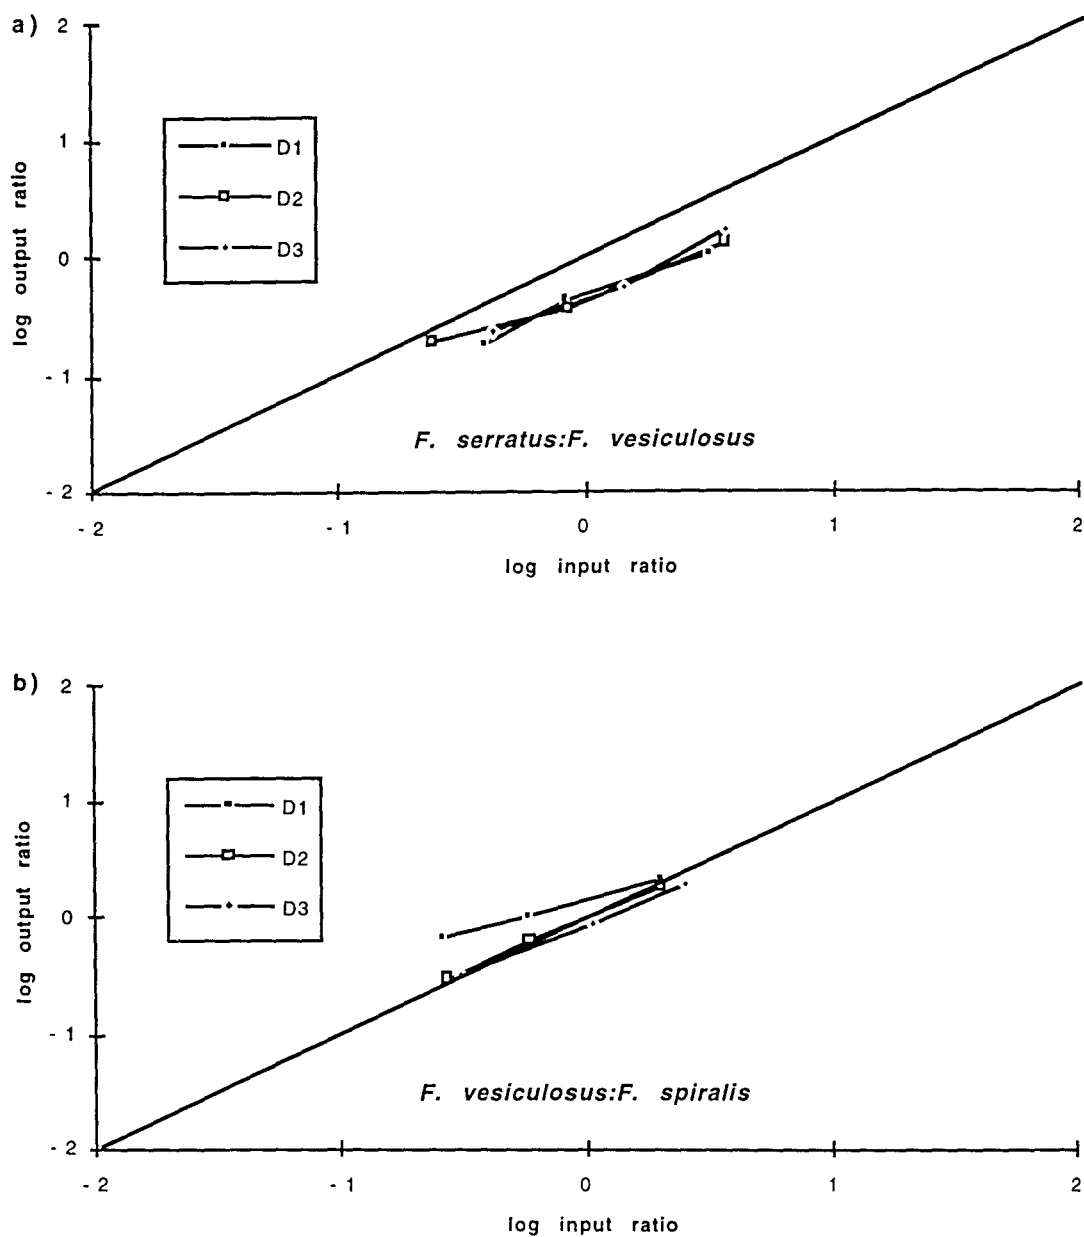 a)
2
1
0
- 1
- 2
log output ratio
D1
D2
D3
F. serratus:F. vesiculosus
- 2
- 1
0
1
2
log input ratio
b)
2
1
0
- 1
- 2
log output ratio
D1
D2
D3
F. vesiculosus:F. spiralis
- 2
- 1
0
1
2
log input ratio